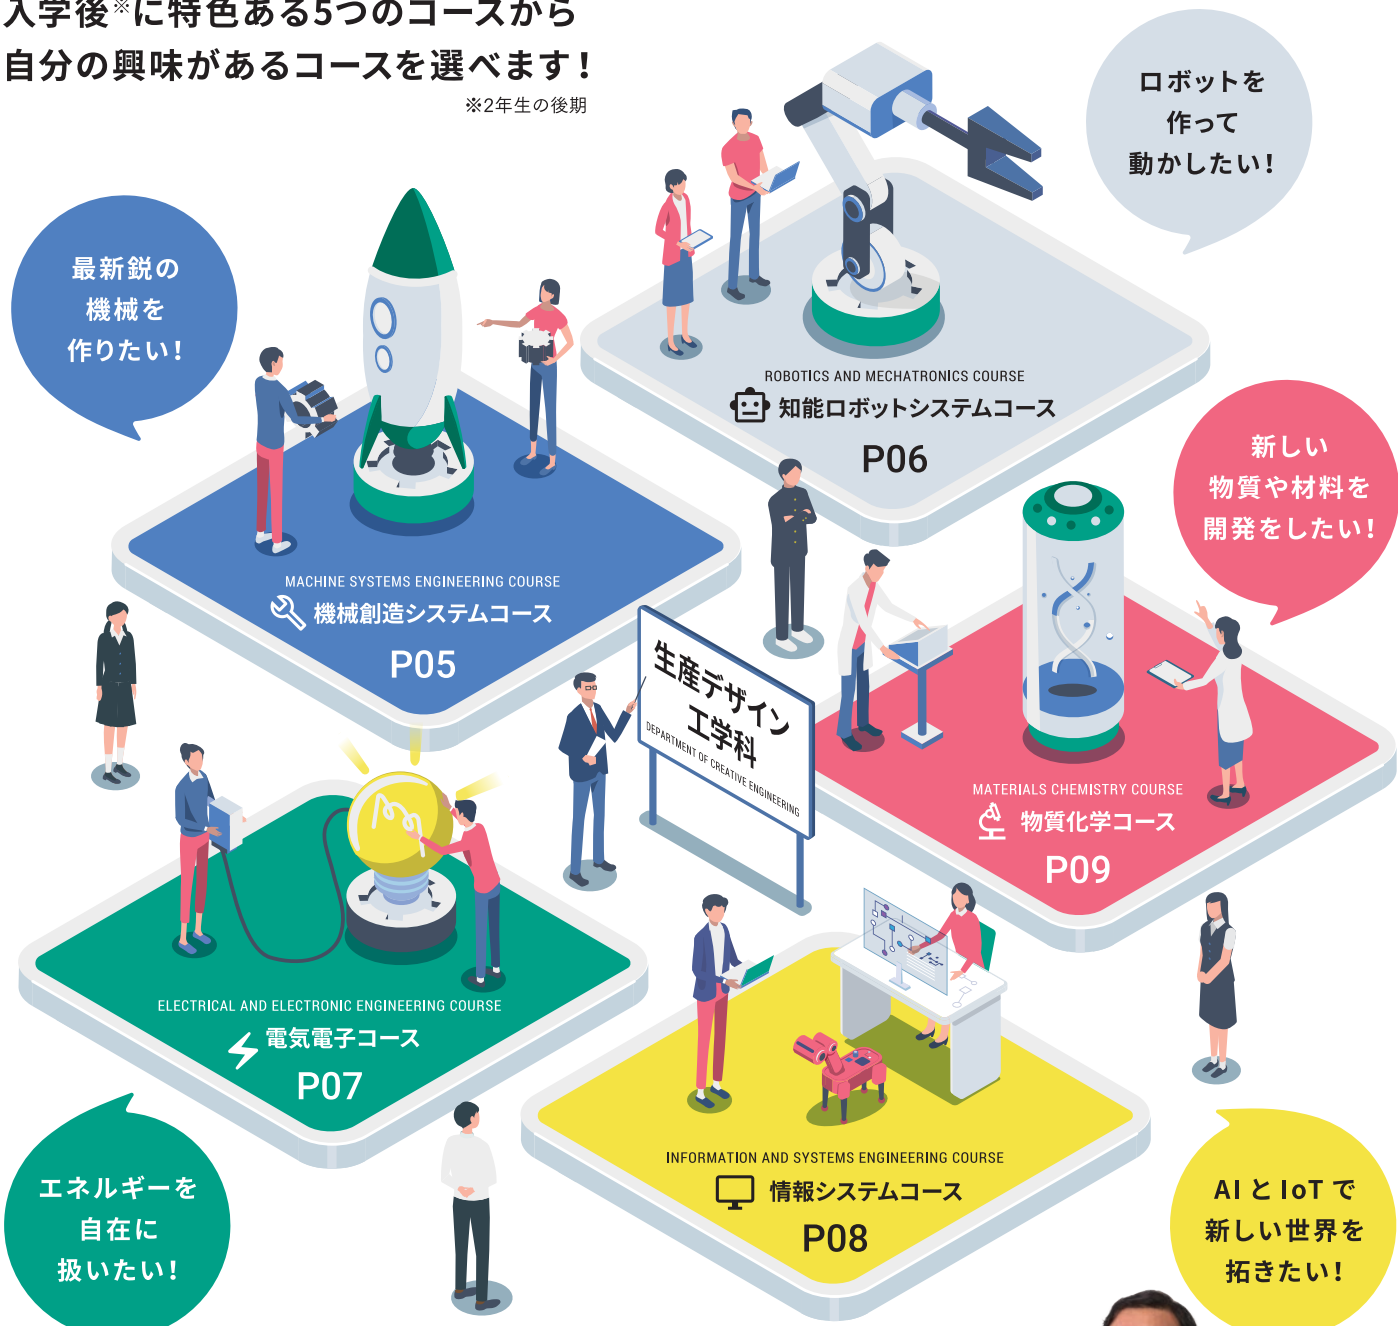 入学後※に特色ある5つのコースから
自分の興味があるコースを選べます!
※2年生の後期
ロボットを
作って
動かしたい!
最新鋭の
機械を
作りたい!
ROBOTICS AND MECHATRONICS COURSE
知能ロボットシステムコース
P06
新しい
物質や材料を
開発をしたい!
MACHINE SYSTEMS ENGINEERING COURSE
機械創造システムコース
P05
生産デザイン
工学科
DEPARTMENT OF CREATIVE ENGINEERING
MATERIALS CHEMISTRY COURSE
物質化学コース
P09
ELECTRICAL AND ELECTRONIC ENGINEERING COURSE
電気電子コース
P07
INFORMATION AND SYSTEMS ENGINEERING COURSE
情報システムコース
P08
エネルギーを
自在に
扱いたい!
AIとIoTで
新しい世界を
拓きたい!